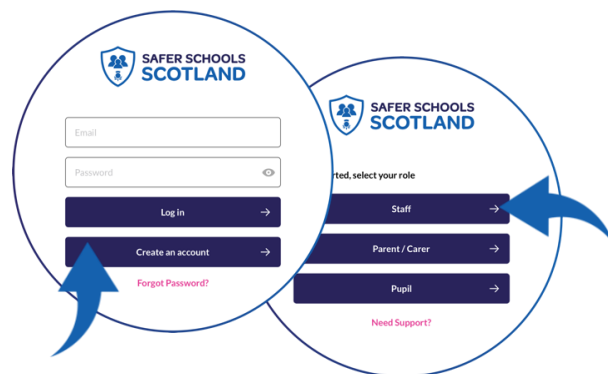 SAFER SCHOOLS
SCOTLAND
Email
Password
Log in
Create an account
Forgot Password?
SAFER SCHOOLS
SCOTLAND
rted, select your role
Staff
Parent / Carer
Pupil
Need Support?